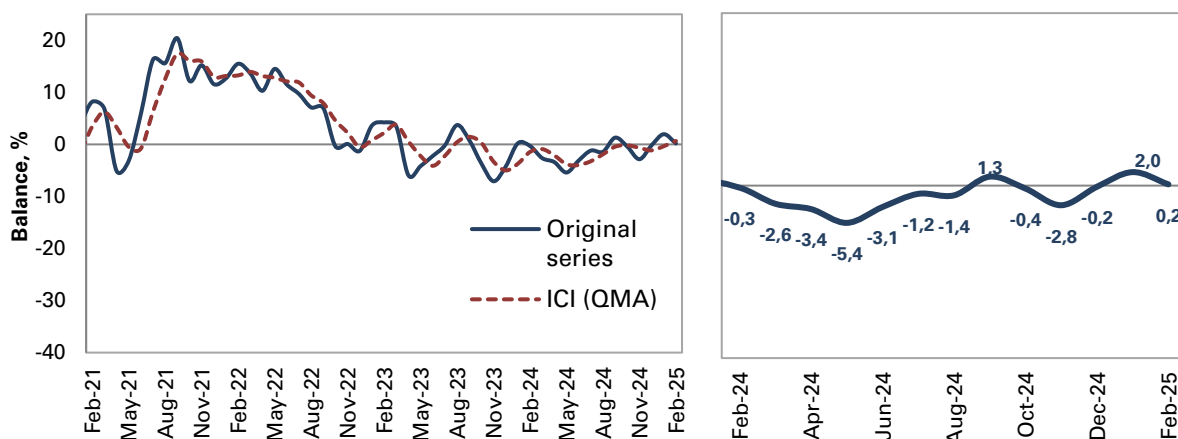 Balance, %
20
10
0
-10
-20
-30
-40
Original
series
ICI (QMA)
Feb-21
May-21
Aug-21
Nov-21
Feb-22
May-22
Aug-22
Nov-22
Feb-23
May-23
Aug-23
Nov-23
Feb-24
May-24
Aug-24
Nov-24
Feb-25
-0,3
-2,6
-3,4
-5,4
-3,1
-1,2
-1,4
1,3
-0,4
-2,8
-0,2
2,0
0,2
Feb-24
Apr-24
Jun-24
Aug-24
Oct-24
Dec-24
Feb-25